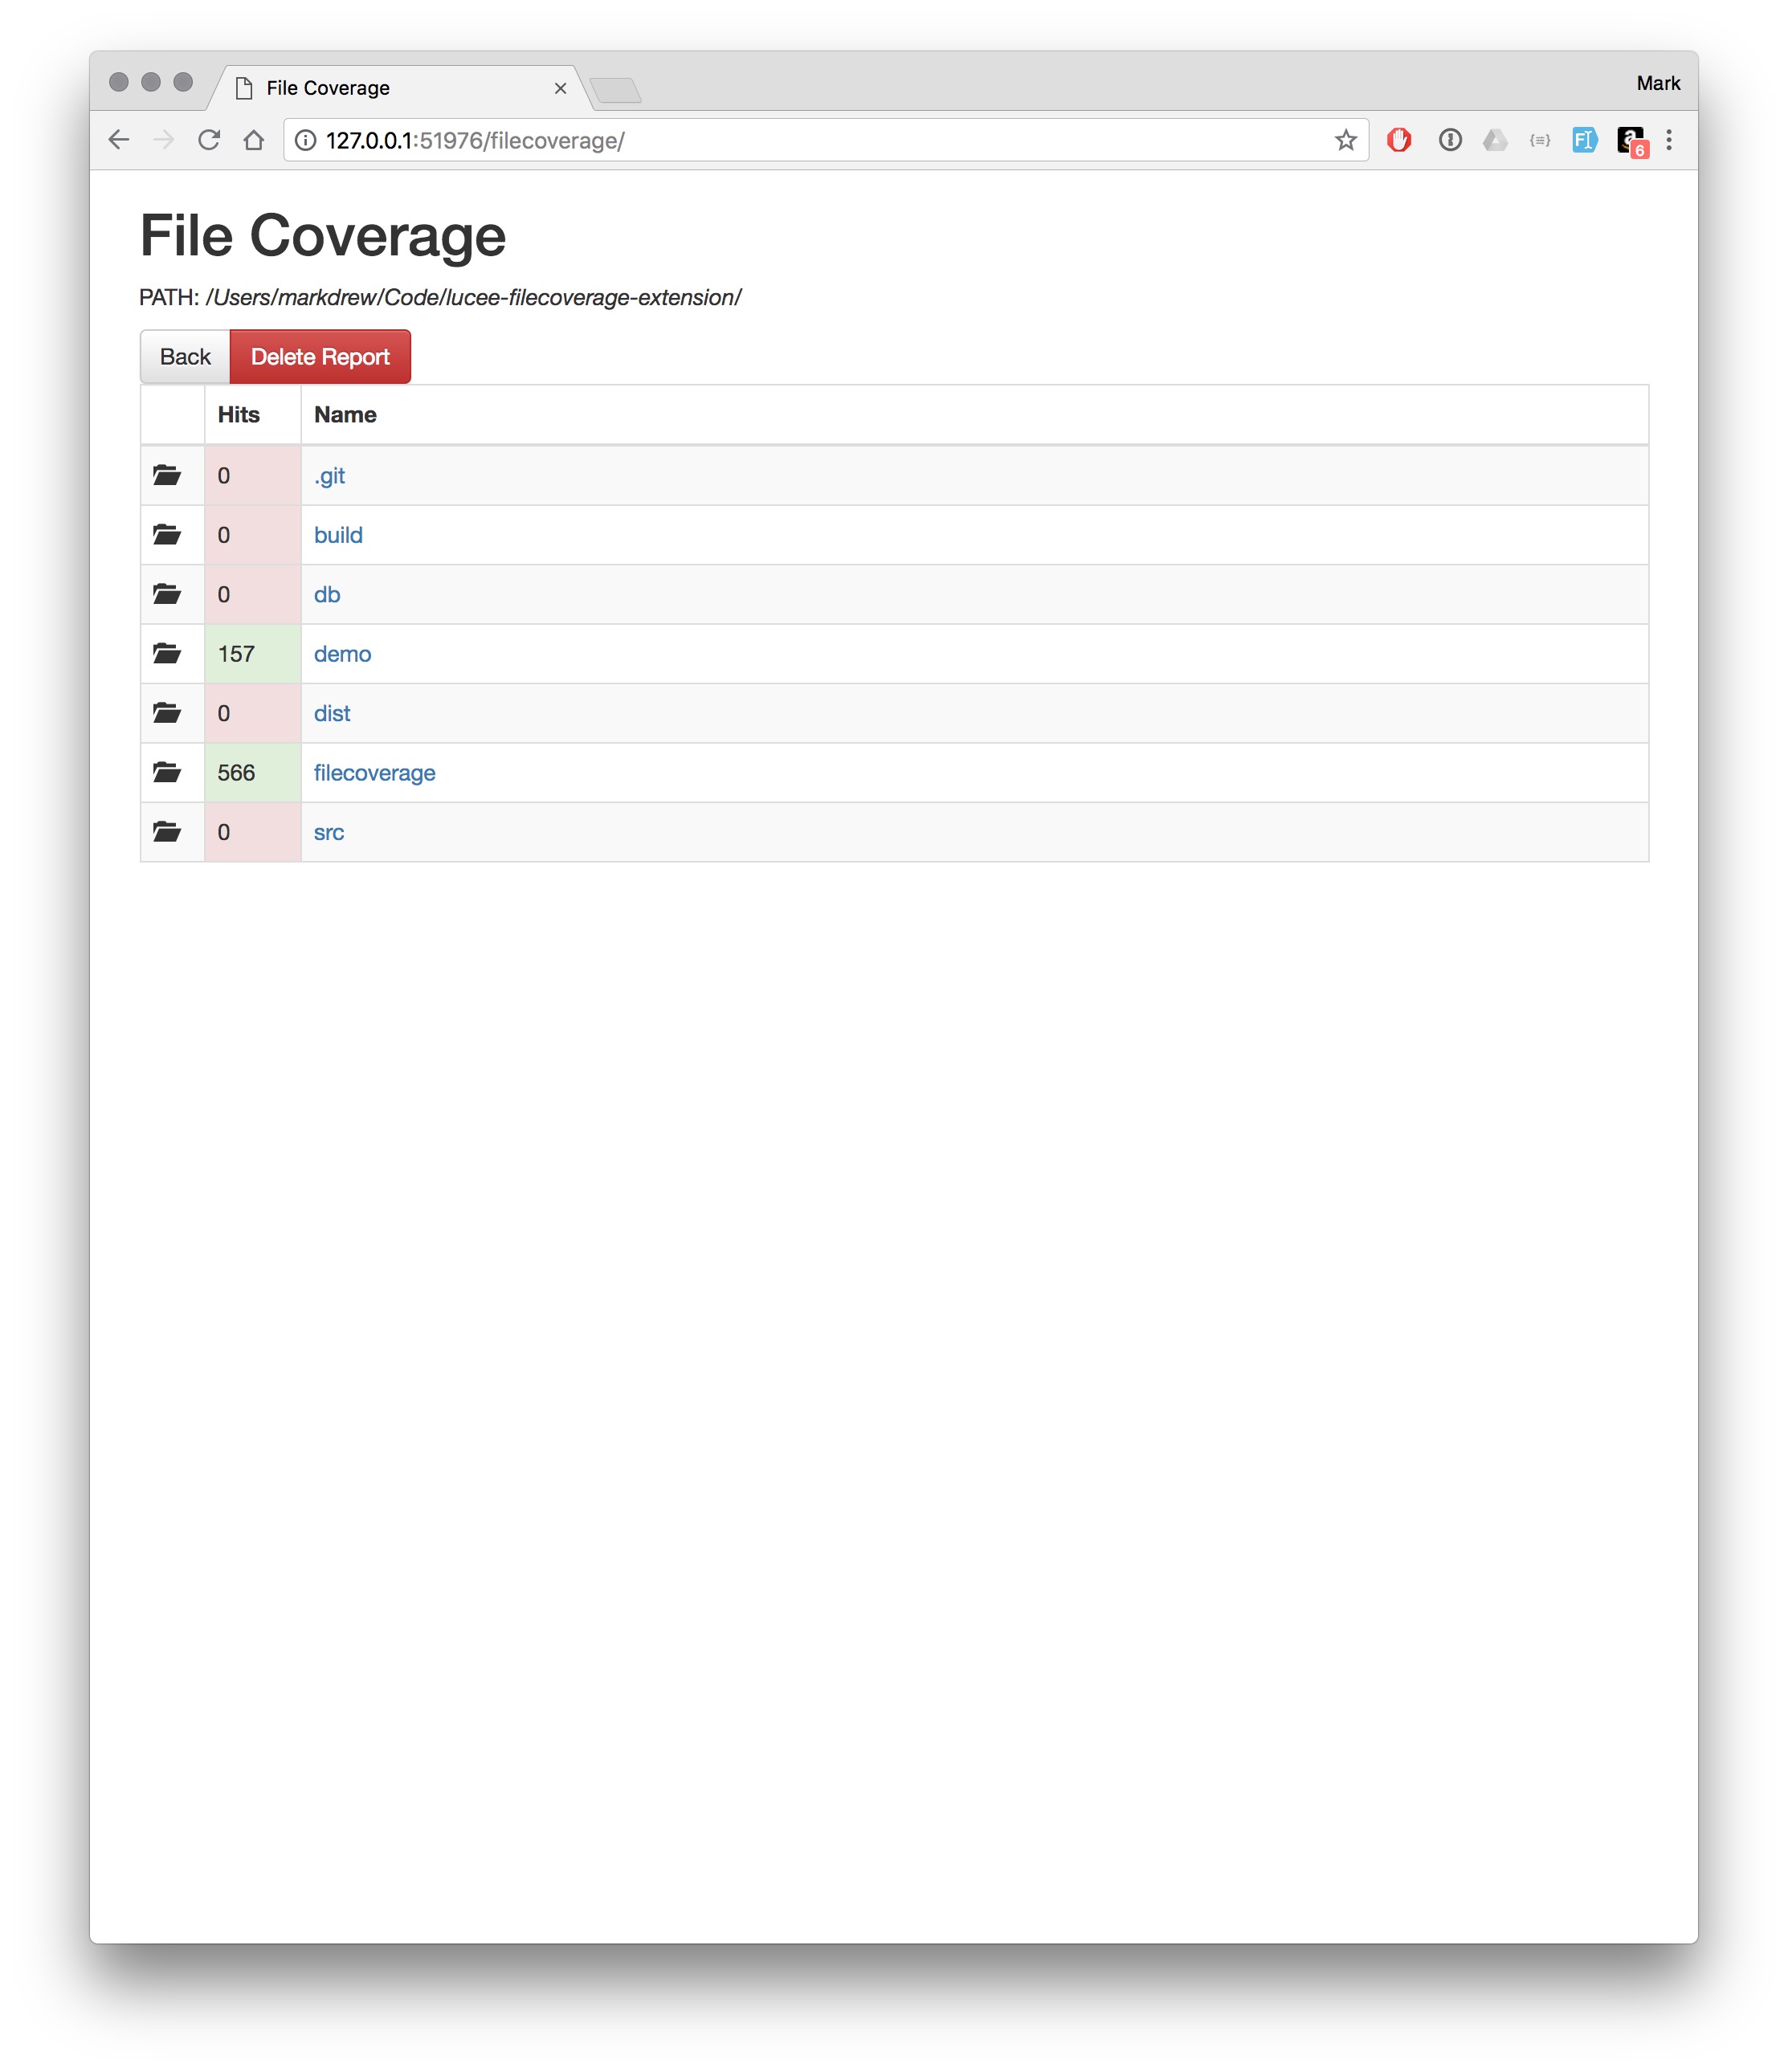 File Coverage
Mark
127.0.0.1:51976/filecoverage/
{≡}
F
a
6
File Coverage
PATH: /Users/markdrew/Code/lucee-filecoverage-extension/
Back Delete Report
Hits Name
0 .git
0 build
0 db
157 demo
0 dist
566 filecoverage
0 src